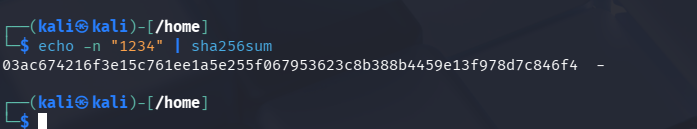 ┌──(kali㉿kali)-[/home]
└─$ echo -n "1234" | sha256sum
03ac674216f3e15c761ee1a5e255f067953623c8b388b4459e13f978d7c846f4  -
┌──(kali㉿kali)-[/home]
└─$